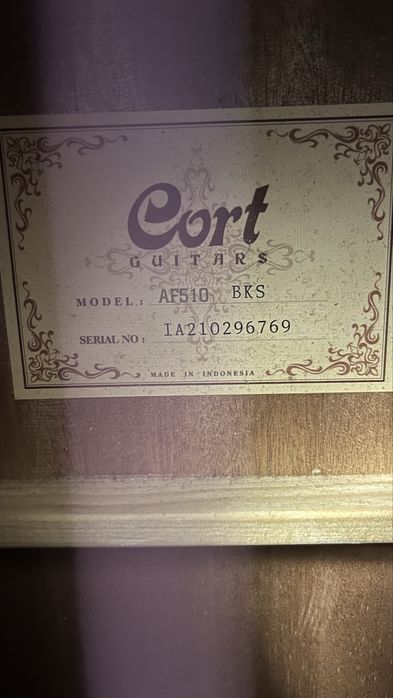 Cort
GUITARS
MODEL: AF510 BKS
SERIAL NO: IA210296769
MADE IN INDONESIA